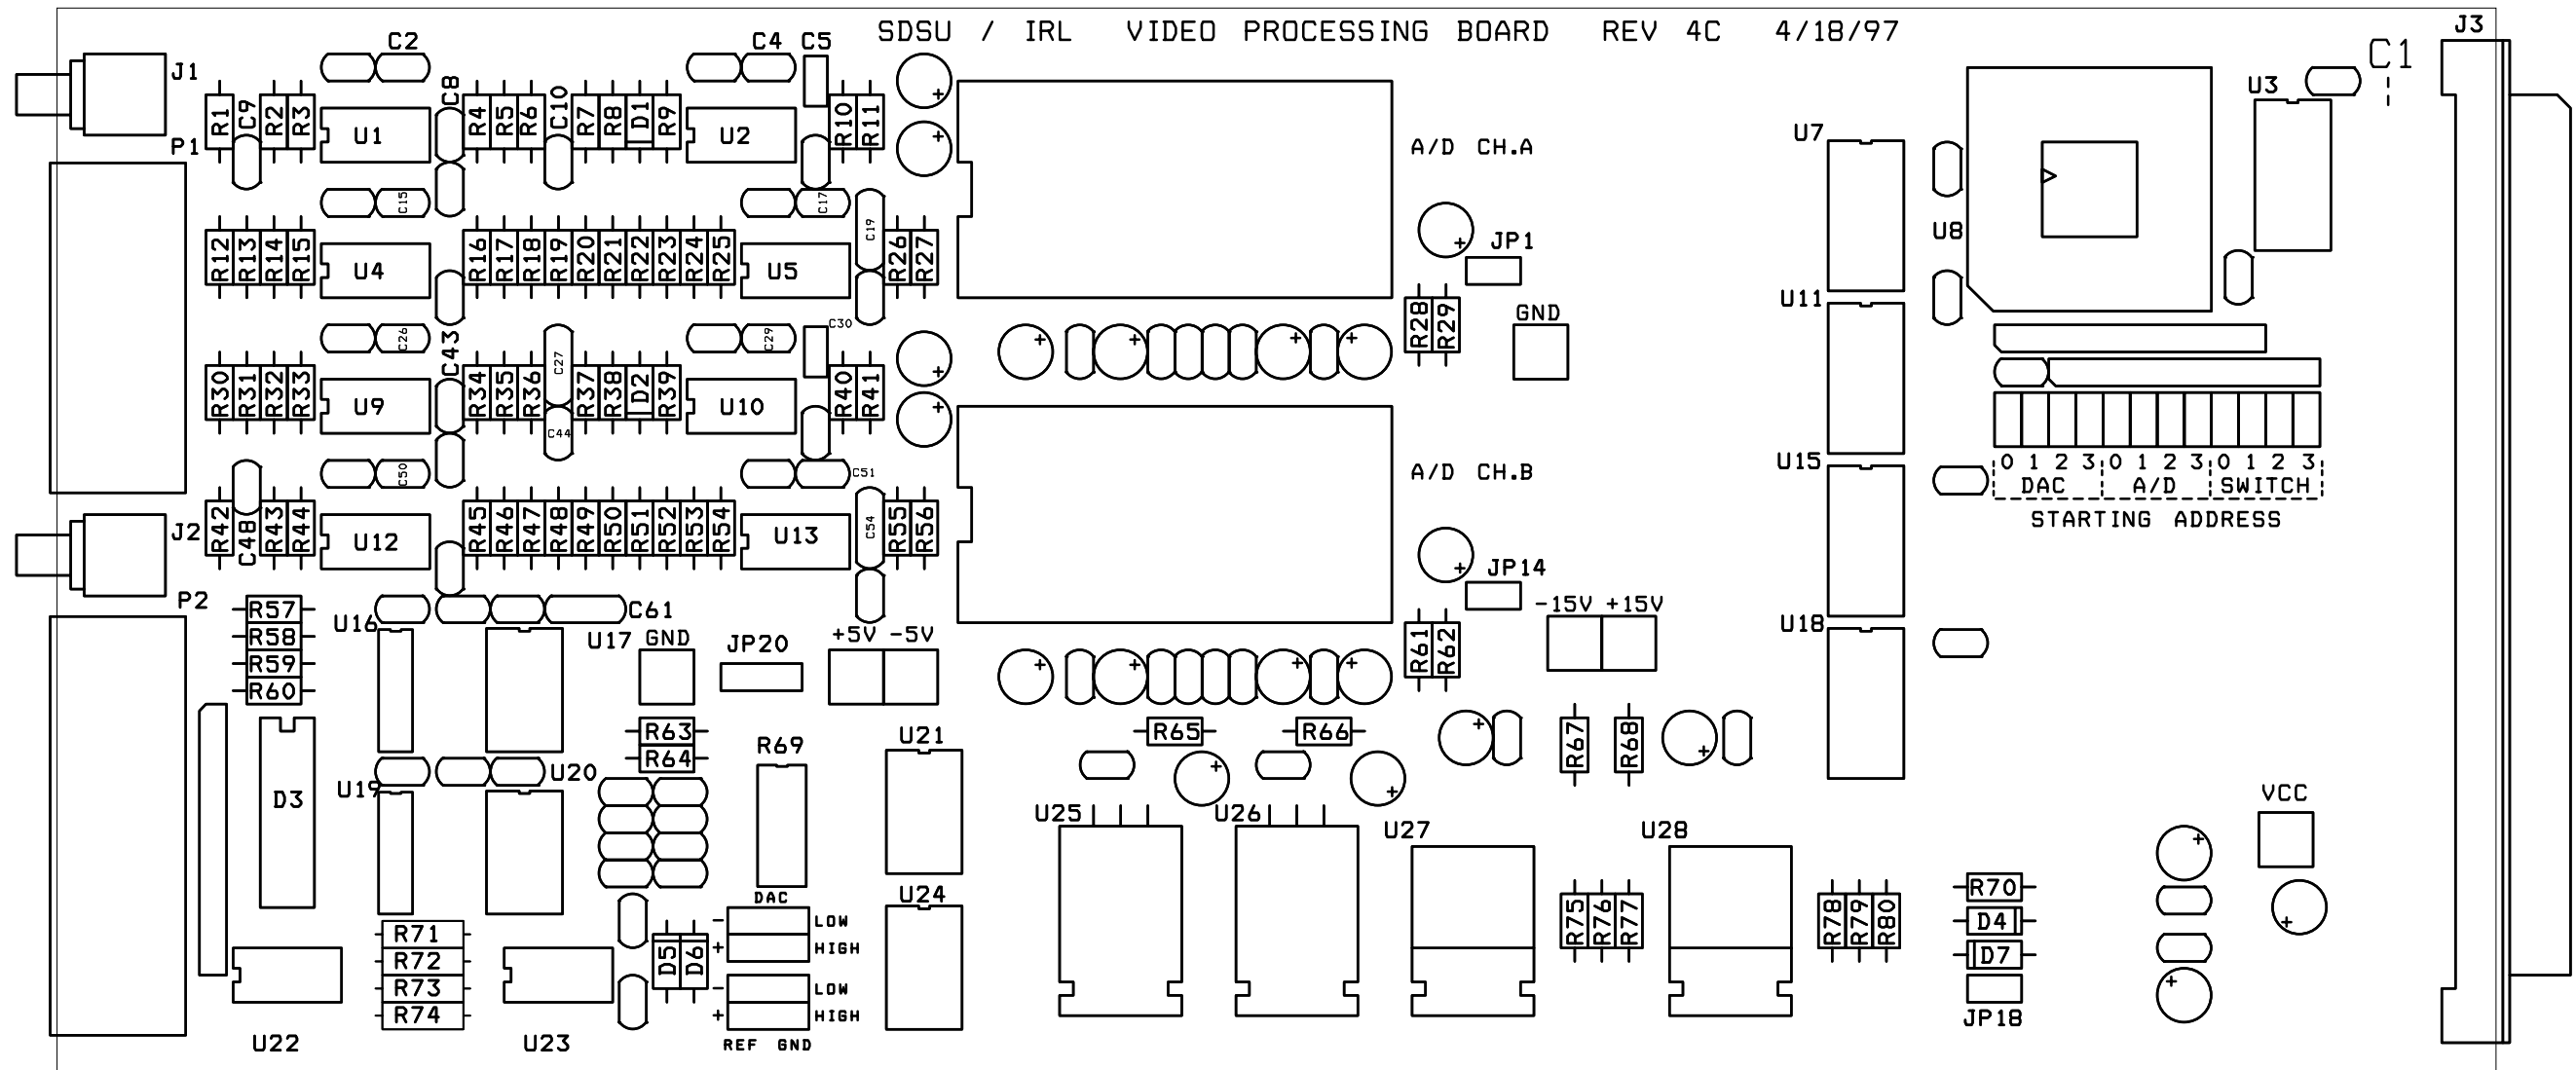 SDSU / IRL VIDEO PROCESSING BOARD REV 4C 4/18/97
J3
C2 C4 C5 C1
J1 U3
C8
R1 C9 R2 R3 U1 R4 R5 R6 C10 R7 R8 D1 R9 U2 R10 R11
P1 A/D CH.A U7
C15 C17
C19 U8
R12 R13 R14 R15 U4 R16 R17 R18 R19 R20 R21 R22 R23 R24 R25 U5 R26 R27 JP1
U11
R28 R29 GND
C26 C43 C27 C29 C30
R30 R31 R32 R33 U9 R34 R35 R36 R37 R38 D2 R39 U10 R40 R41
C44
C50 C51 A/D CH.B U15
0 1 2 3 0 1 2 3 0 1 2 3
DAC A/D SWITCH
STARTING ADDRESS
J2 R42 C48 R43 R44 U12 R45 R46 R47 R48 R49 R50 R51 R52 R53 R54 U13 C54 R55 R56
JP14
P2 R57 C61 -15V +15V
U16 U17 GND JP20 +5V -5V U18
R58
R59 R61 R62
R60
R63 R65 R66 R67 R68
R64 R69 U21
U19 U20
D3 VCC
U25 U26 U27 U28
DAC U24
R70
R71 - LOW R75 R76 R77 R78 R79 R80 D4
R72 D5 D6 + HIGH D7
R73 - LOW
R74 + HIGH JP18
U22 U23 REF GND